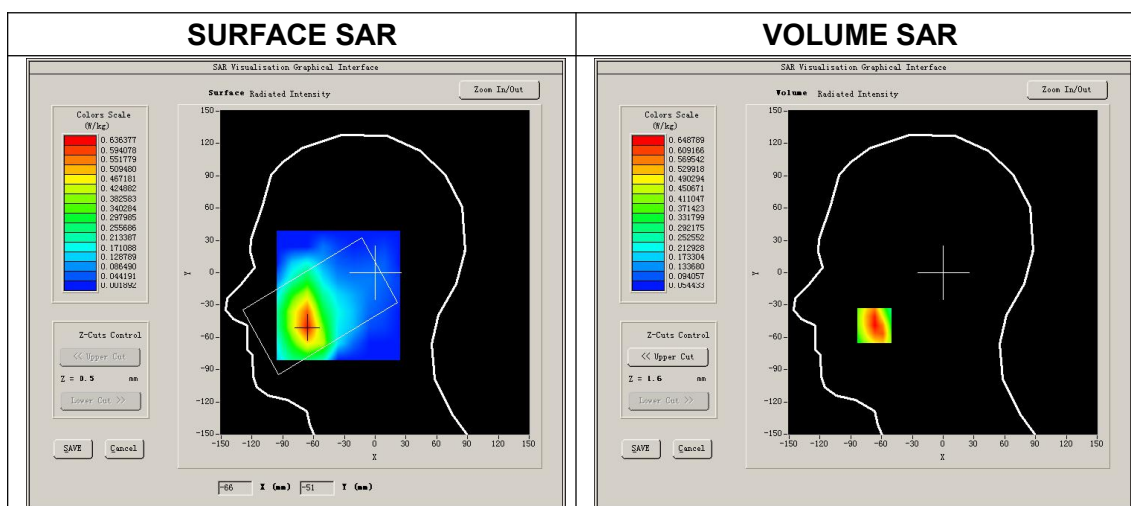 SURFACE SAR
VOLUME SAR
SAR Visualisation Graphical Interface
Surface Radiated Intensity
Zoom In/Out
Colors Scale
(W/kg)
0.636377
0.594078
0.551779
0.509480
0.467181
0.424882
0.382583
0.340284
0.297985
0.255686
0.213387
0.171088
0.128789
0.086490
0.044191
0.001892
Z-Cuts Control
<< Upper Cut
Z = 0.5 mm
Lower Cut >>
SAVE Cancel
150
120
90
60
30
0
-30
-60
-90
-120
-150
Y
-150 -120 -90 -60 -30 0 30 60 90 120 150
X
-66 X (mm) -51 Y (mm)
SAR Visualisation Graphical Interface
Volume Radiated Intensity
Zoom In/Out
Colors Scale
(W/kg)
0.648789
0.609166
0.569542
0.529918
0.490294
0.450671
0.411047
0.371423
0.331799
0.292175
0.252552
0.212928
0.173304
0.133680
0.094057
0.054433
Z-Cuts Control
<< Upper Cut
Z = 1.6 mm
Lower Cut >>
SAVE Cancel
150
120
90
60
30
0
-30
-60
-90
-120
-150
Y
-150 -120 -90 -60 -30 0 30 60 90 120 150
X